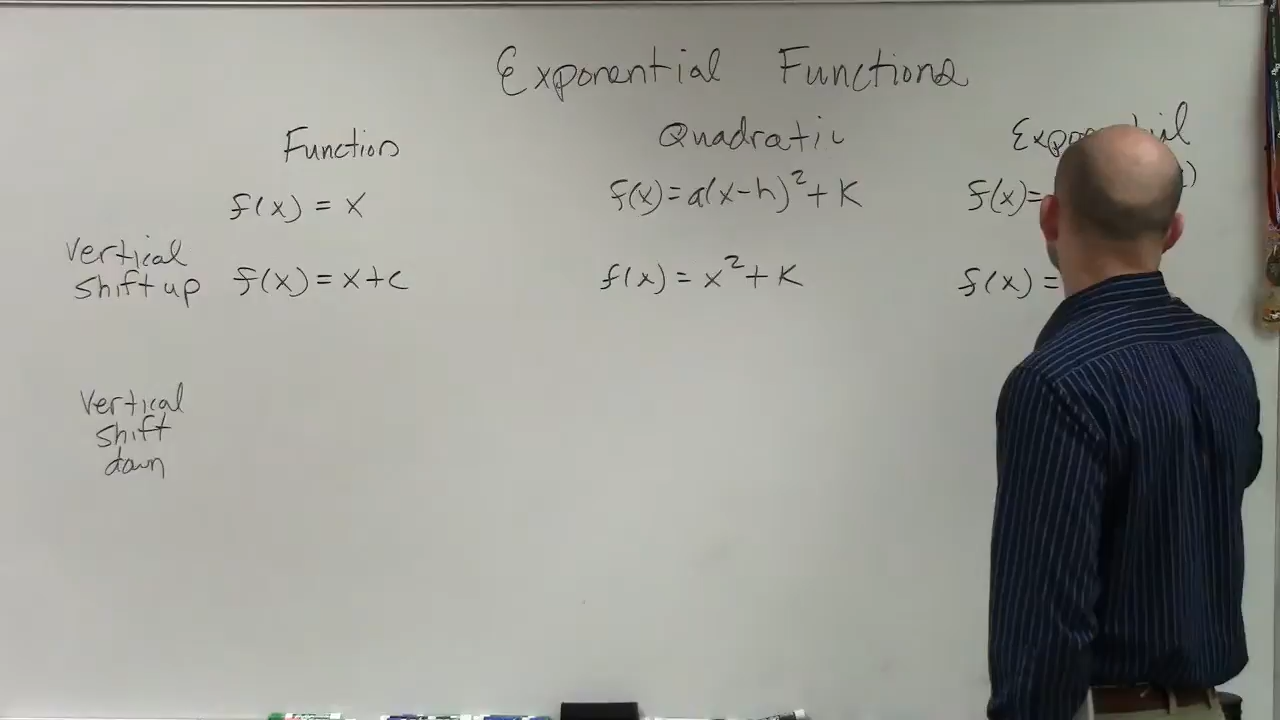 Exponential Functions
Function Quadratic
f(x) = x f(x) = a(x-h)² + K f(x) =
Vertical shift up f(x) = x + c f(x) = x² + K f(x) =
Vertical
shift
down